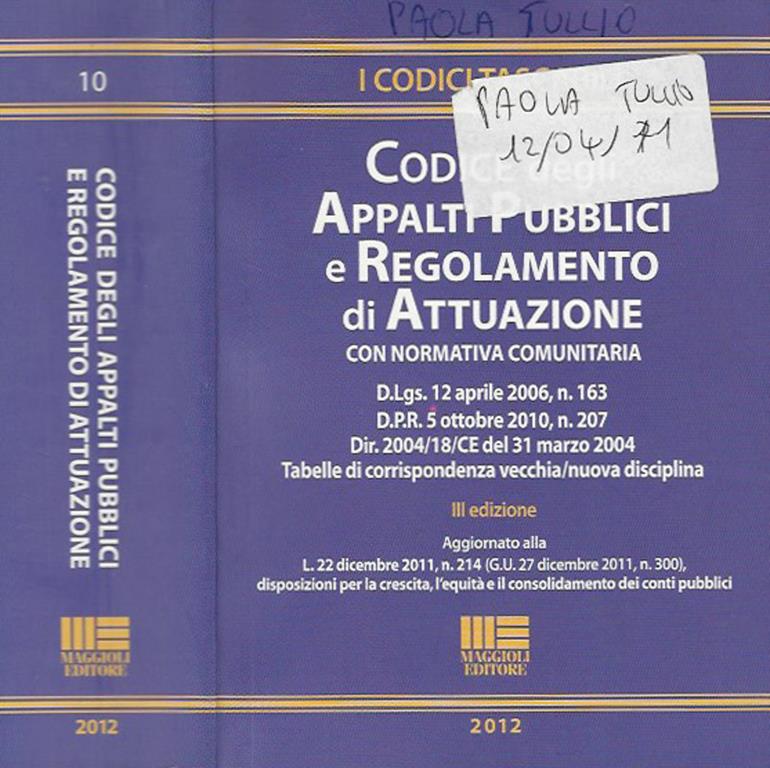 10
CODICE DEGLI APPALTI PUBBLICI
E REGOLAMENTO DI ATTUAZIONE
MAGGIOLI
EDITORE
2012
PAOLA TULLIO
I CODICI
PAOLA TULLIO
12/04/71
CODICE degli
APPALTI PUBBLICI
e REGOLAMENTO
di ATTUAZIONE
CON NORMATIVA COMUNITARIA
D.Lgs. 12 aprile 2006, n. 163
D.P.R. 5 ottobre 2010, n. 207
Dir. 2004/18/CE del 31 marzo 2004
Tabelle di corrispondenza vecchia/nuova disciplina
III edizione
Aggiornato alla
L. 22 dicembre 2011, n. 214 (G.U. 27 dicembre 2011, n. 300),
disposizioni per la crescita, l'equità e il consolidamento dei conti pubblici
MAGGIOLI
EDITORE
2012